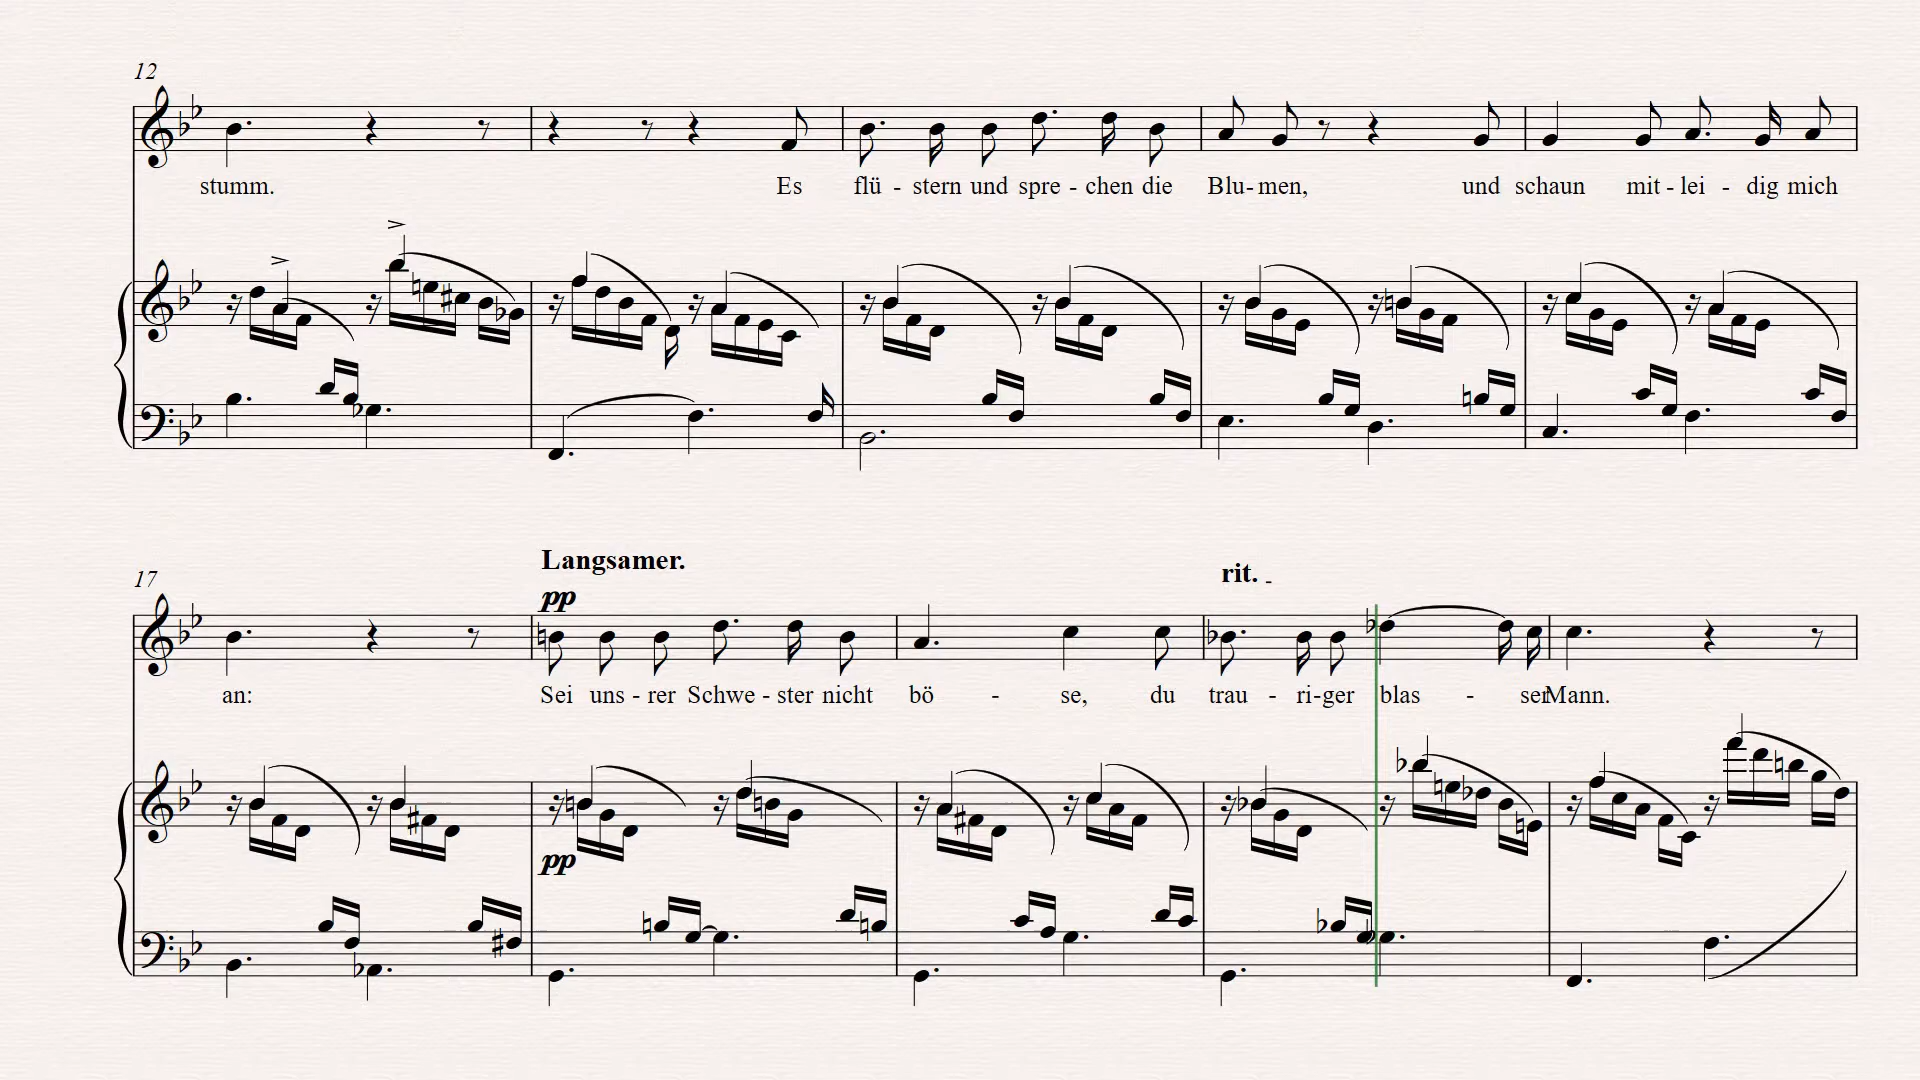 12
stumm. Es flü - stern und spre - chen die Blu- men, und schaun mit - lei - dig mich
17
Langsamer.
pp
rit. -
an: Sei uns - rer Schwe - ster nicht bö - se, du trau - ri-ger blas - ser Mann.
pp